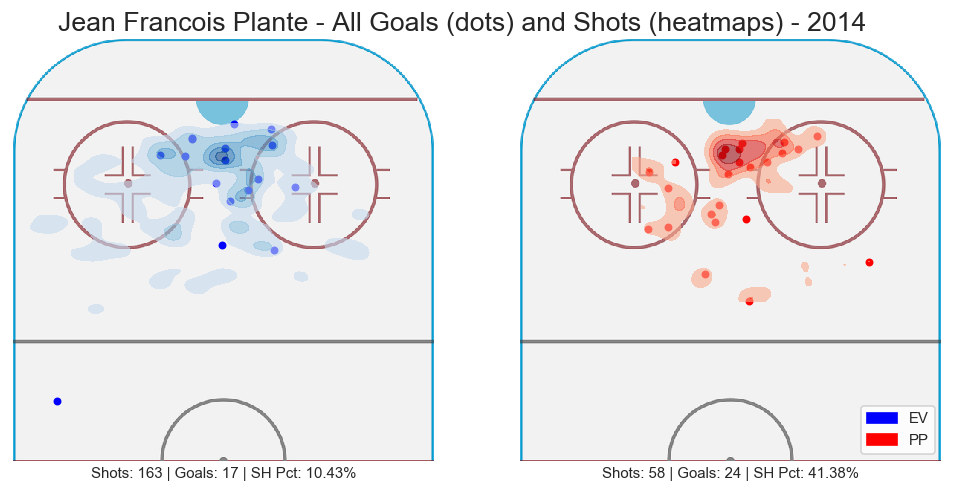 Jean Francois Plante - All Goals (dots) and Shots (heatmaps) - 2014
EV
PP
Shots: 163 | Goals: 17 | SH Pct: 10.43%
Shots: 58 | Goals: 24 | SH Pct: 41.38%